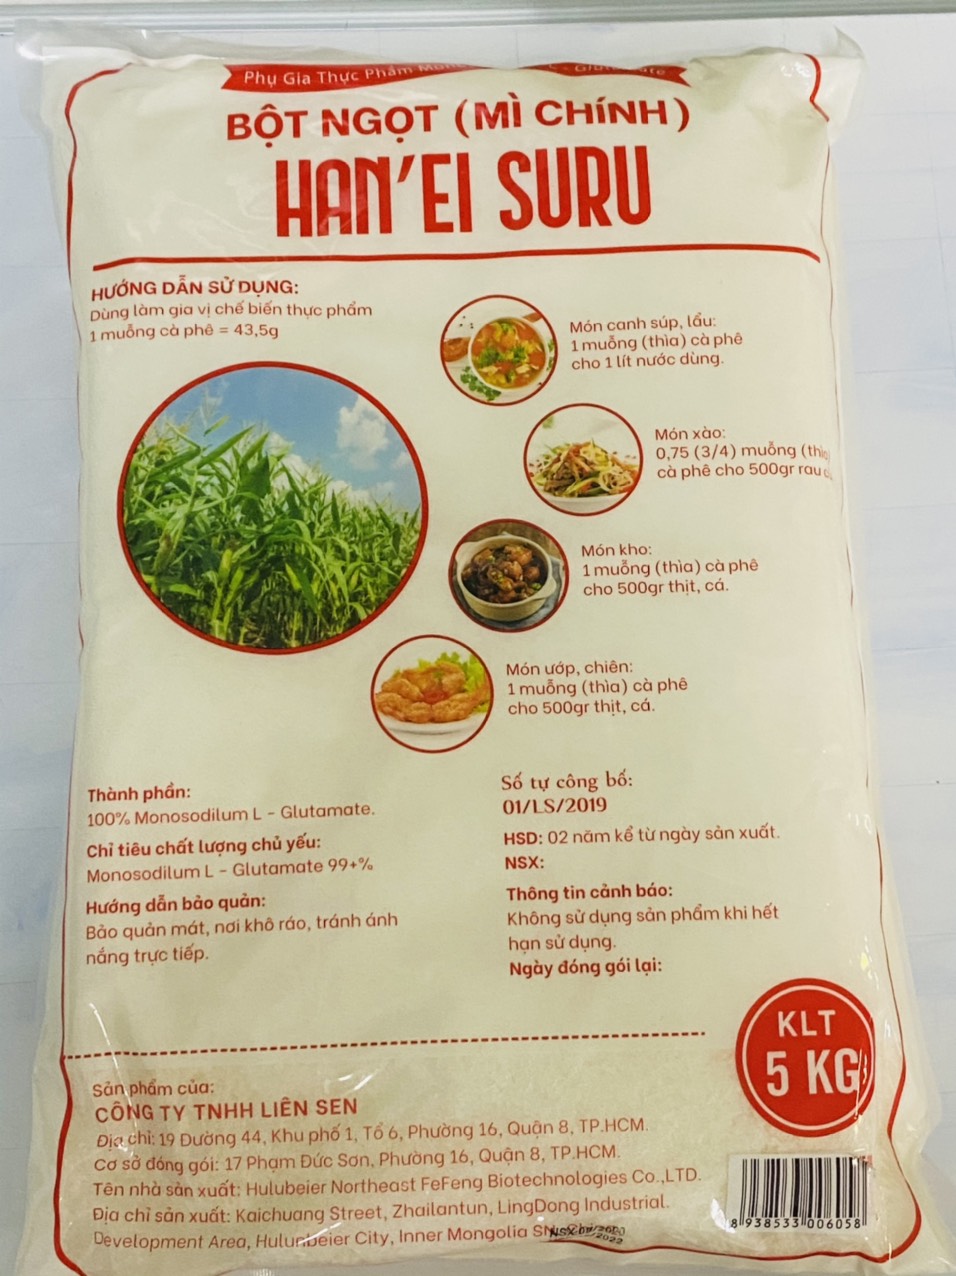 Phụ Gia Thực Phẩm
BỘT NGỌT (MÌ CHÍNH)
HAN'EI SURU
HƯỚNG DẪN SỬ DỤNG:
Dùng làm gia vị chế biến thực phẩm
1 muỗng cà phê = 43,5g
Món canh súp, lẩu:
1 muỗng (thìa) cà phê
cho 1 lít nước dùng.
Món xào:
0,75 (3/4) muỗng (thìa
cà phê cho 500gr rau
Món kho:
1 muỗng (thìa) cà phê
cho 500gr thịt, cá.
Món ướp, chiên:
1 muỗng (thìa) cà phê
cho 500gr thịt, cá.
Thành phần:
100% Monosodilum L - Glutamate.
Chỉ tiêu chất lượng chủ yếu:
Monosodilum L - Glutamate 99+%
Hướng dẫn bảo quản:
Bảo quản mát, nơi khô ráo, tránh ánh
nắng trực tiếp.
Số tự công bố:
01/LS/2019
HSD: 02 năm kể từ ngày sản xuất.
NSX:
Thông tin cảnh báo:
Không sử dụng sản phẩm khi hết
hạn sử dụng.
Ngày đóng gói lại:
KLT
5 KG
Sản phẩm của:
CÔNG TY TNHH LIÊN SEN
Địa chỉ: 19 Đường 44, Khu phố 1, Tổ 6, Phường 16, Quận 8, TP.HCM.
Cơ sở đóng gói: 17 Phạm Đức Sơn, Phường 16, Quận 8, TP.HCM.
Tên nhà sản xuất: Hulubeier Northeast FeFeng Biotechnologies Co.,LTD.
Địa chỉ sản xuất: Kaichuang Street, Zhailantun, LingDong Industrial.
Development Area, Hulunbeier City, Inner Mongolia
8 938533 006058